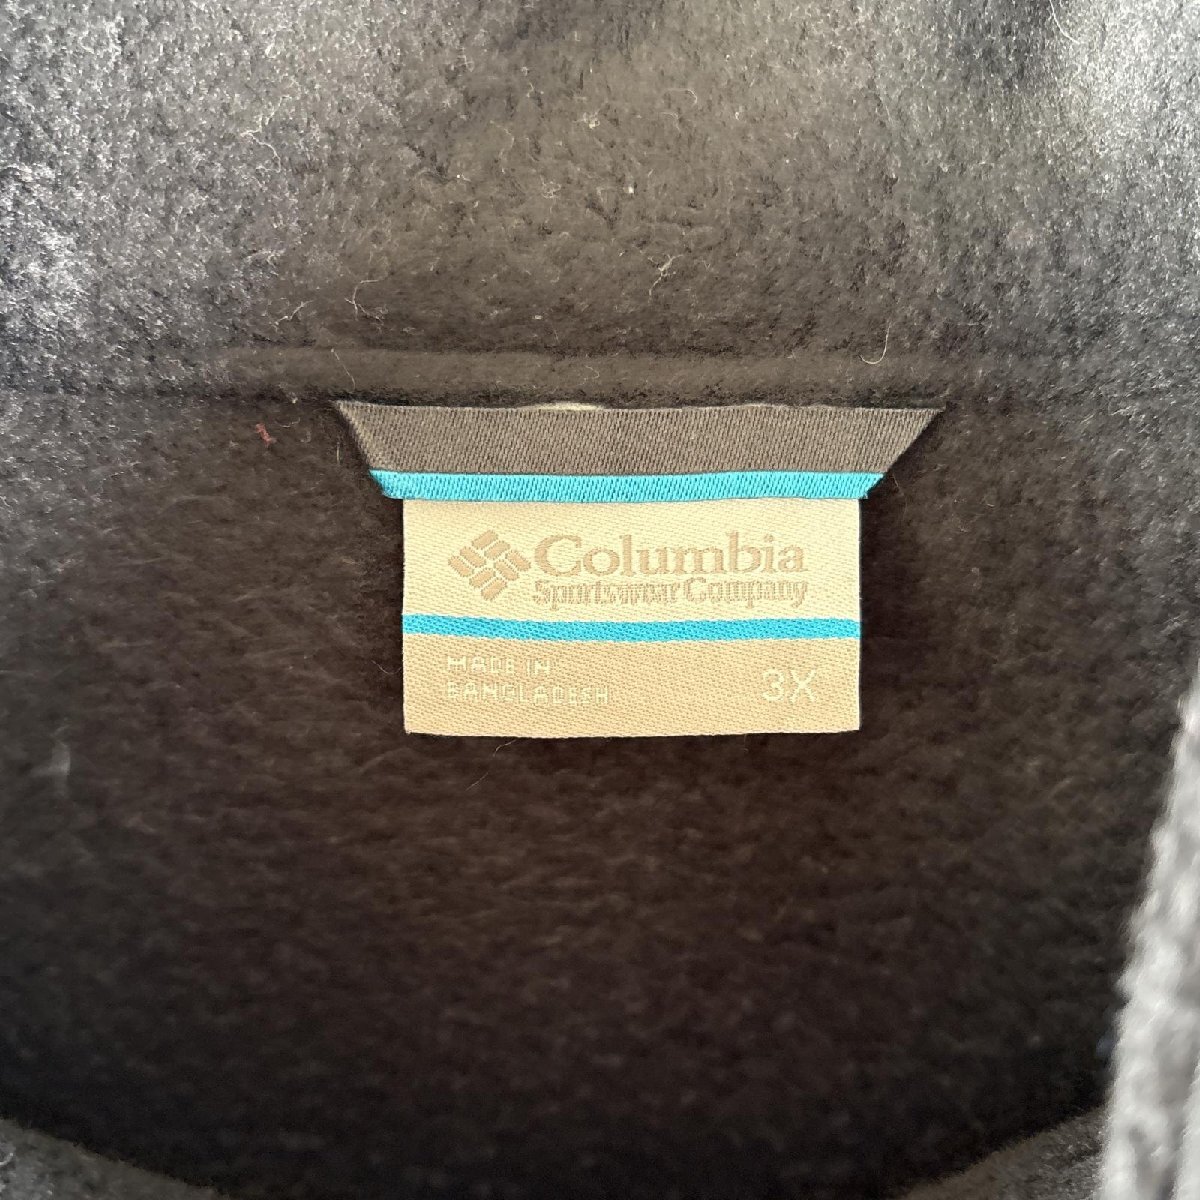 Columbia
Sportswear Company
MADE IN
BANGLADESH
3X